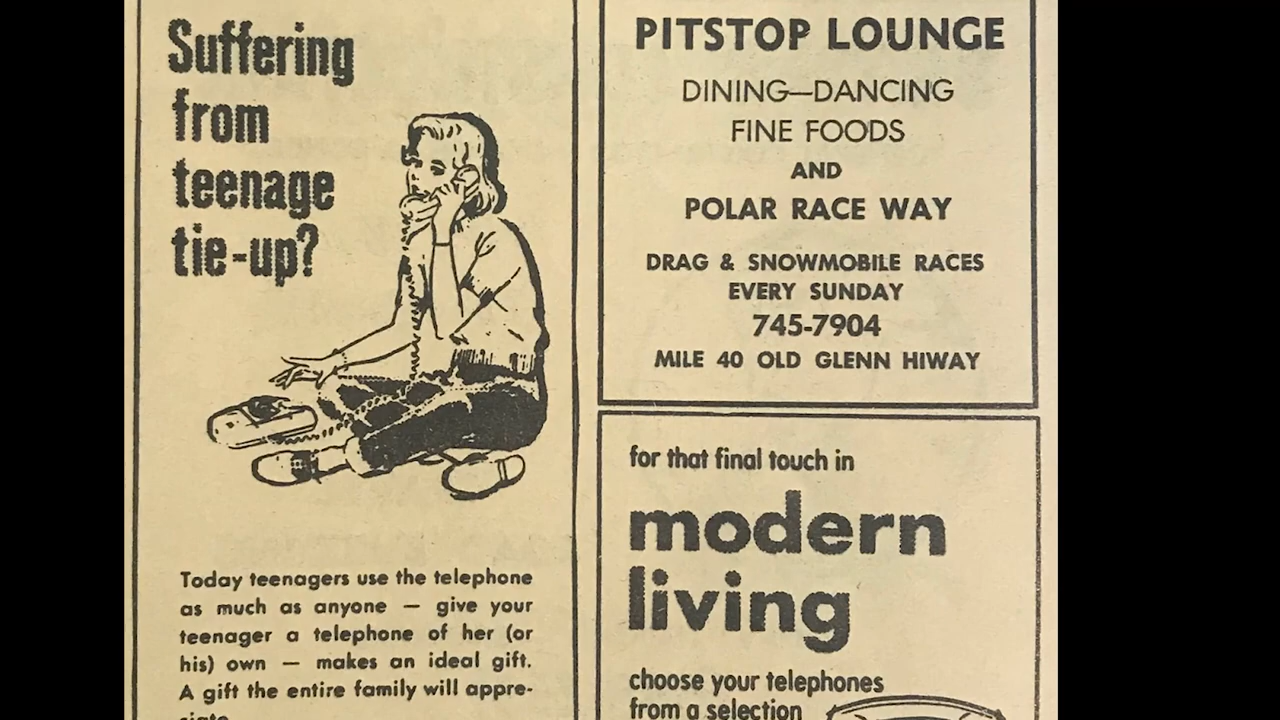 Suffering
from
teenage
tie-up?
Today teenagers use the telephone
as much as anyone — give your
teenager a telephone of her (or
his) own — makes an ideal gift.
A gift the entire family will appre-
ciate.
PITSTOP LOUNGE
DINING—DANCING
FINE FOODS
AND
POLAR RACE WAY
DRAG & SNOWMOBILE RACES
EVERY SUNDAY
745-7904
MILE 40 OLD GLENN HIWAY
for that final touch in
modern
living
choose your telephones
from a selection